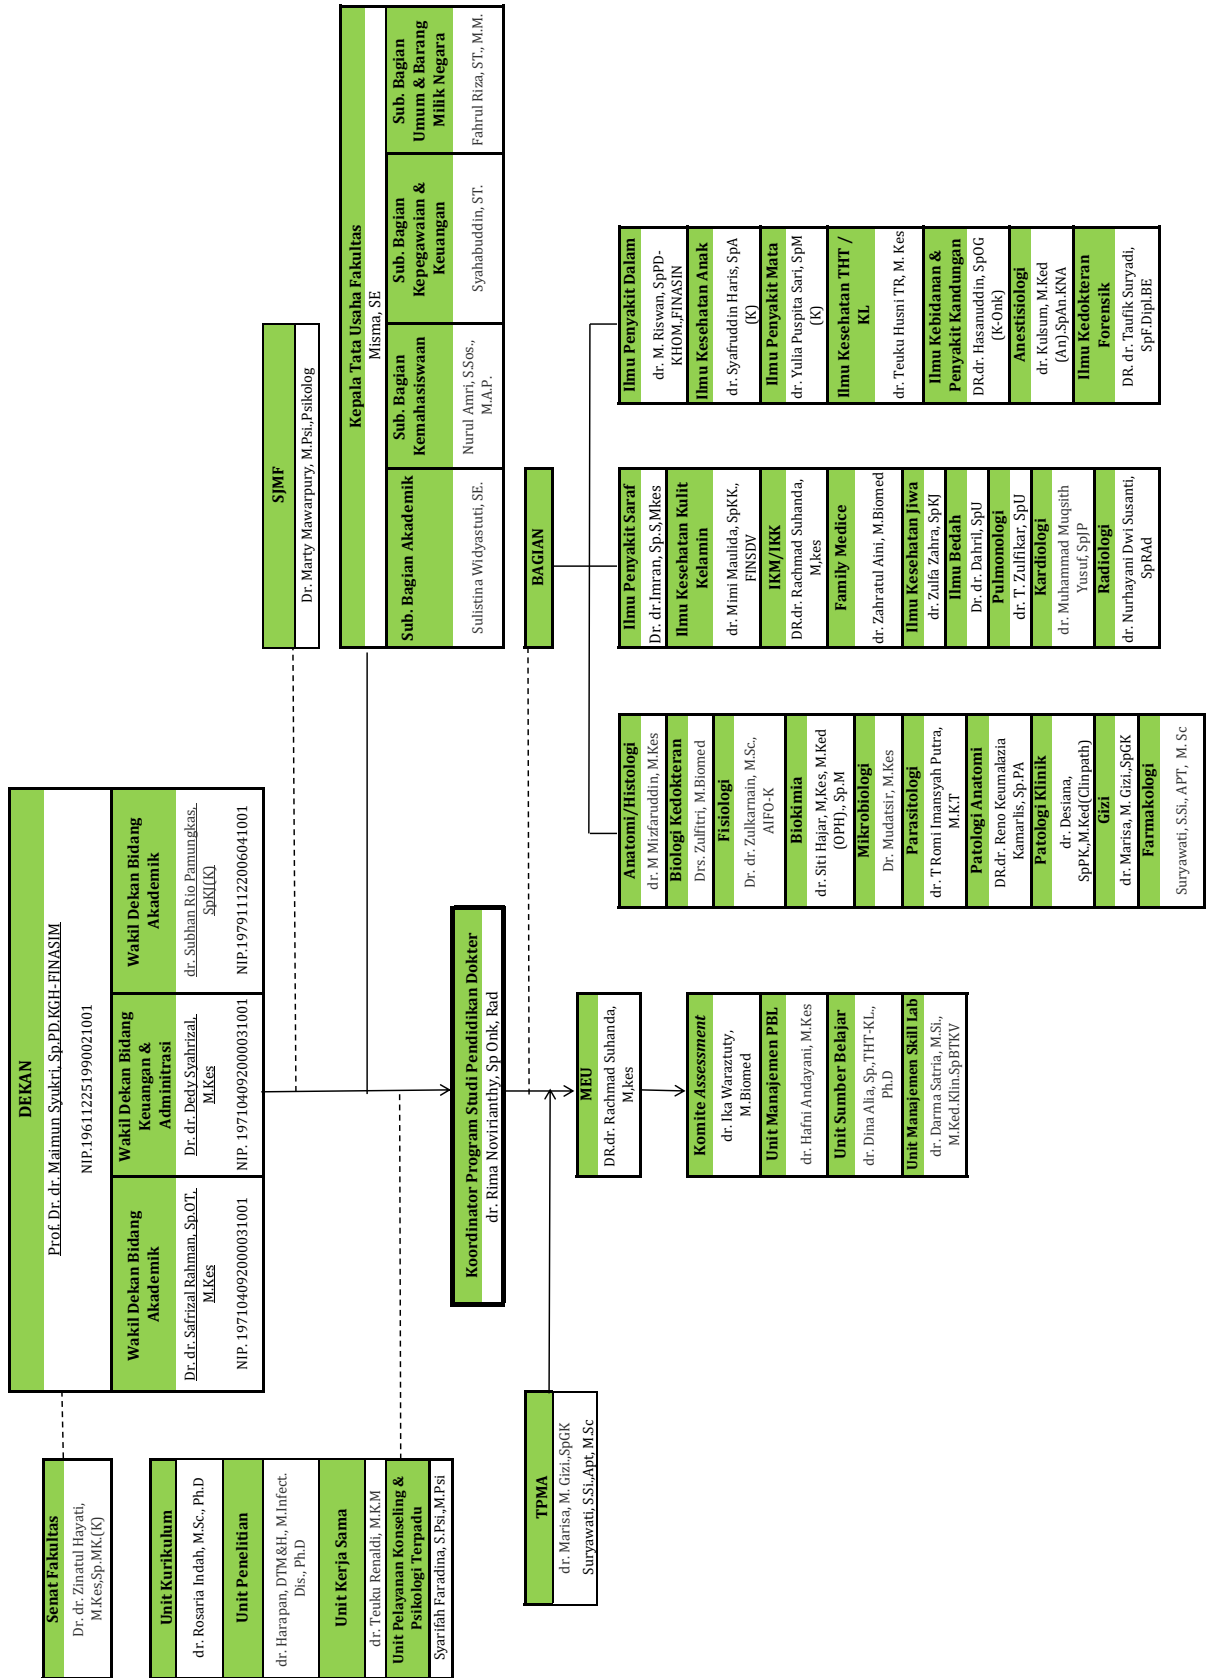 DEKAN
Prof. Dr. dr. Maimun Syukri, Sp.PD.KGH-FINASIM
NIP.196112251990021001
Wakil Dekan Bidang
Akademik
Dr. dr. Safrizal Rahman, Sp.OT.
M.Kes
NIP. 197104092000031001
Wakil Dekan Bidang
Keuangan &
Adminitrasi
Dr. dr. Dedy Syahrizal,
M.Kes
NIP. 197104092000031001
Wakil Dekan Bidang
Akademik
dr. Subhan Rio Pamungkas,
SpKJ(K)
NIP.197911122006041001
Senat Fakultas
Dr. dr. Zinatul Hayati,
M.Kes,Sp.MK.(K)
Unit Kurikulum
dr. Rosaria Indah, M.Sc., Ph.D
Unit Penelitian
dr. Harapan, DTM&H., M.Infect.
Dis., Ph.D
Unit Kerja Sama
dr. Teuku Renaldi, M.K.M
Unit Pelayanan Konseling &
Psikologi Terpadu
Syarifah Faradina, S.Psi.,M.Psi
SJMF
Dr. Marty Mawarpury, M.Psi.,Psikolog
Kepala Tata Usaha Fakultas
Misma, SE
Sub. Bagian Akademik
Sulistina Widyastuti, SE.
Sub. Bagian
Kemahasiswaan
Nurul Amri, S.Sos.,
M.A.P.
Sub. Bagian
Kepegawaian &
Keuangan
Syahabuddin, ST.
Sub. Bagian
Umum & Barang
Milik Negara
Fahrul Riza, ST., M.M.
Koordinator Program Studi Pendidikan Dokter
dr. Rima Novirianthy, Sp Onk, Rad
TPMA
dr. Marisa, M. Gizi.,SpGK
Suryawati, S.Si.,Apt, M.Sc
MEU
DR.dr. Rachmad Suhanda,
M,kes
Komite Assessment
dr. Ika Waraztuty,
M.Biomed
Unit Manajemen PBL
dr. Hafni Andayani, M.Kes
Unit Sumber Belajar
dr. Dina Alia, Sp,.THT-KL.,
Ph.D
Unit Manajemen Skill Lab
dr. Darma Satria, M.Si.,
M.Ked.Klin.SpBTKV
BAGIAN
Anatomi/Histologi
dr. M Mizfaruddin, M.Kes
Biologi Kedokteran
Drs. Zulfitri, M.Biomed
Fisiologi
Dr. dr. Zulkarnain, M.Sc.,
AIFO-K
Biokimia
dr. Siti Hajar, M,Kes, M.Ked
(OPH)., Sp.M
Mikrobiologi
Dr. Mudatsir, M.Kes
Parasitologi
dr. T Romi Imansyah Putra,
M.K.T
Patologi Anatomi
DR.dr. Reno Keumalazia
Kamarlis, Sp.PA
Patologi Klinik
dr. Desiana,
SpPK.,M.Ked(Clinpath)
Gizi
dr. Marisa, M. Gizi.,SpGK
Farmakologi
Suryawati, S.Si., APT, M. Sc
Ilmu Penyakit Saraf
Dr. dr.Imran, Sp.S,Mkes
Ilmu Kesehatan Kulit
Kelamin
dr. Mimi Maulida, SpKK.,
FINSDV
IKM/IKK
DR.dr. Rachmad Suhanda,
M,kes
Family Medice
dr. Zahratul Aini, M.Biomed
Ilmu Kesehatan Jiwa
dr. Zulfa Zahra, SpKJ
Ilmu Bedah
Dr. dr. Dahril, SpU
Pulmonologi
dr. T. Zulfikar, SpU
Kardiologi
dr. Muhammad Muqsith
Yusuf, SpJP
Radiologi
dr. Nurhayani Dwi Susanti,
SpRAd
Ilmu Penyakit Dalam
dr. M. Riswan, SpPD-
KHOM.,FINASIN
Ilmu Kesehatan Anak
dr. Syafruddin Haris, SpA
(K)
Ilmu Penyakit Mata
dr. Yulia Puspita Sari, SpM
(K)
Ilmu Kesehatan THT /
KL
dr. Teuku Husni TR, M. Kes
Ilmu Kebidanan &
Penyakit Kandungan
DR.dr. Hasanuddin, SpOG
(K-Onk)
Anestisiologi
dr. Kulsum, M.Ked
(An).SpAn.KNA
Ilmu Kedokteran
Forensik
DR. dr. Taufik Suryadi,
SpF.Dipl.BE